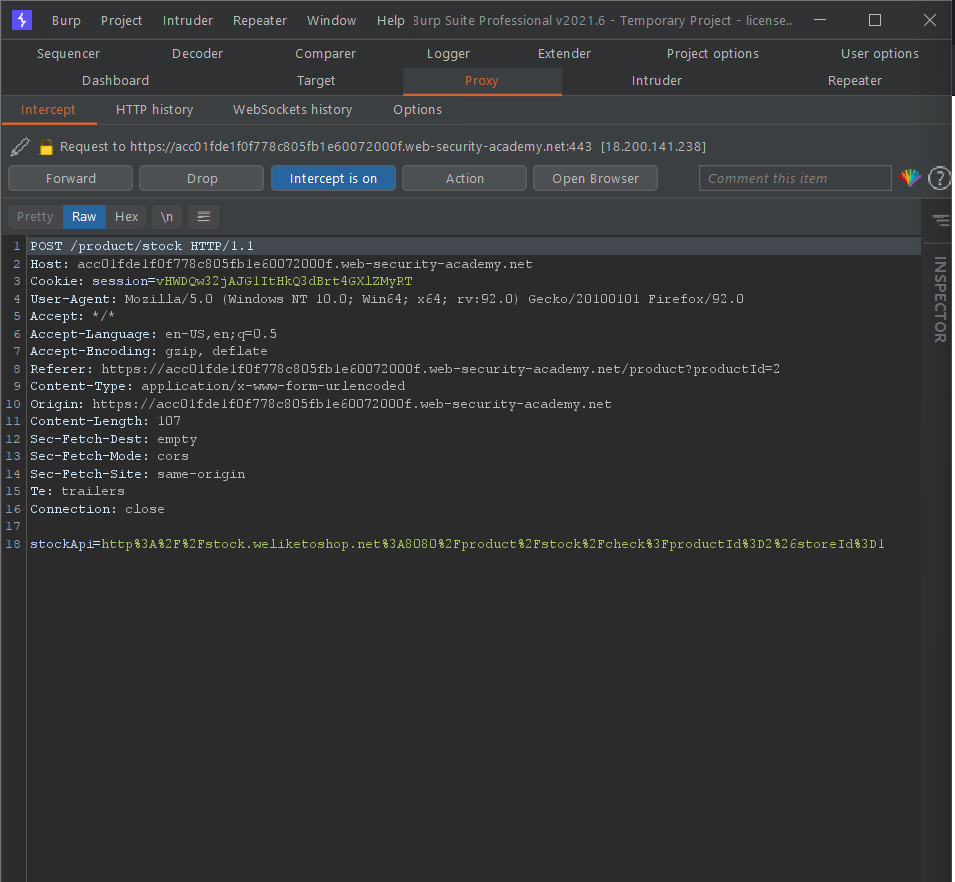 Burp Project Intruder Repeater Window Help Burp Suite Professional v2021.6 - Temporary Project - license..
Sequencer Decoder Comparer Logger Extender Project options User options
Dashboard Target Proxy Intruder Repeater
Intercept HTTP history WebSockets history Options
Request to https://acc01fde1f0f778c805fb1e60072000f.web-security-academy.net:443 [18.200.141.238]
Forward Drop Intercept is on Action Open Browser Comment this item ?
Pretty Raw Hex \n
INSPECTOR
1 POST /product/stock HTTP/1.1
2 Host: acc01fde1f0f778c805fb1e60072000f.web-security-academy.net
3 Cookie: session=vHWDQw32jAJG1ItHkQ3dBrt4GXlZMyRT
4 User-Agent: Mozilla/5.0 (Windows NT 10.0; Win64; x64; rv:92.0) Gecko/20100101 Firefox/92.0
5 Accept: */*
6 Accept-Language: en-US,en;q=0.5
7 Accept-Encoding: gzip, deflate
8 Referer: https://acc01fde1f0f778c805fb1e60072000f.web-security-academy.net/product?productId=2
9 Content-Type: application/x-www-form-urlencoded
10 Origin: https://acc01fde1f0f778c805fb1e60072000f.web-security-academy.net
11 Content-Length: 107
12 Sec-Fetch-Dest: empty
13 Sec-Fetch-Mode: cors
14 Sec-Fetch-Site: same-origin
15 Te: trailers
16 Connection: close
17
18 stockApi=http%3A%2F%2Fstock.weliketoshop.net%3A8080%2Fproduct%2Fstock%2Fcheck%3FproductId%3D2%26storeId%3D1